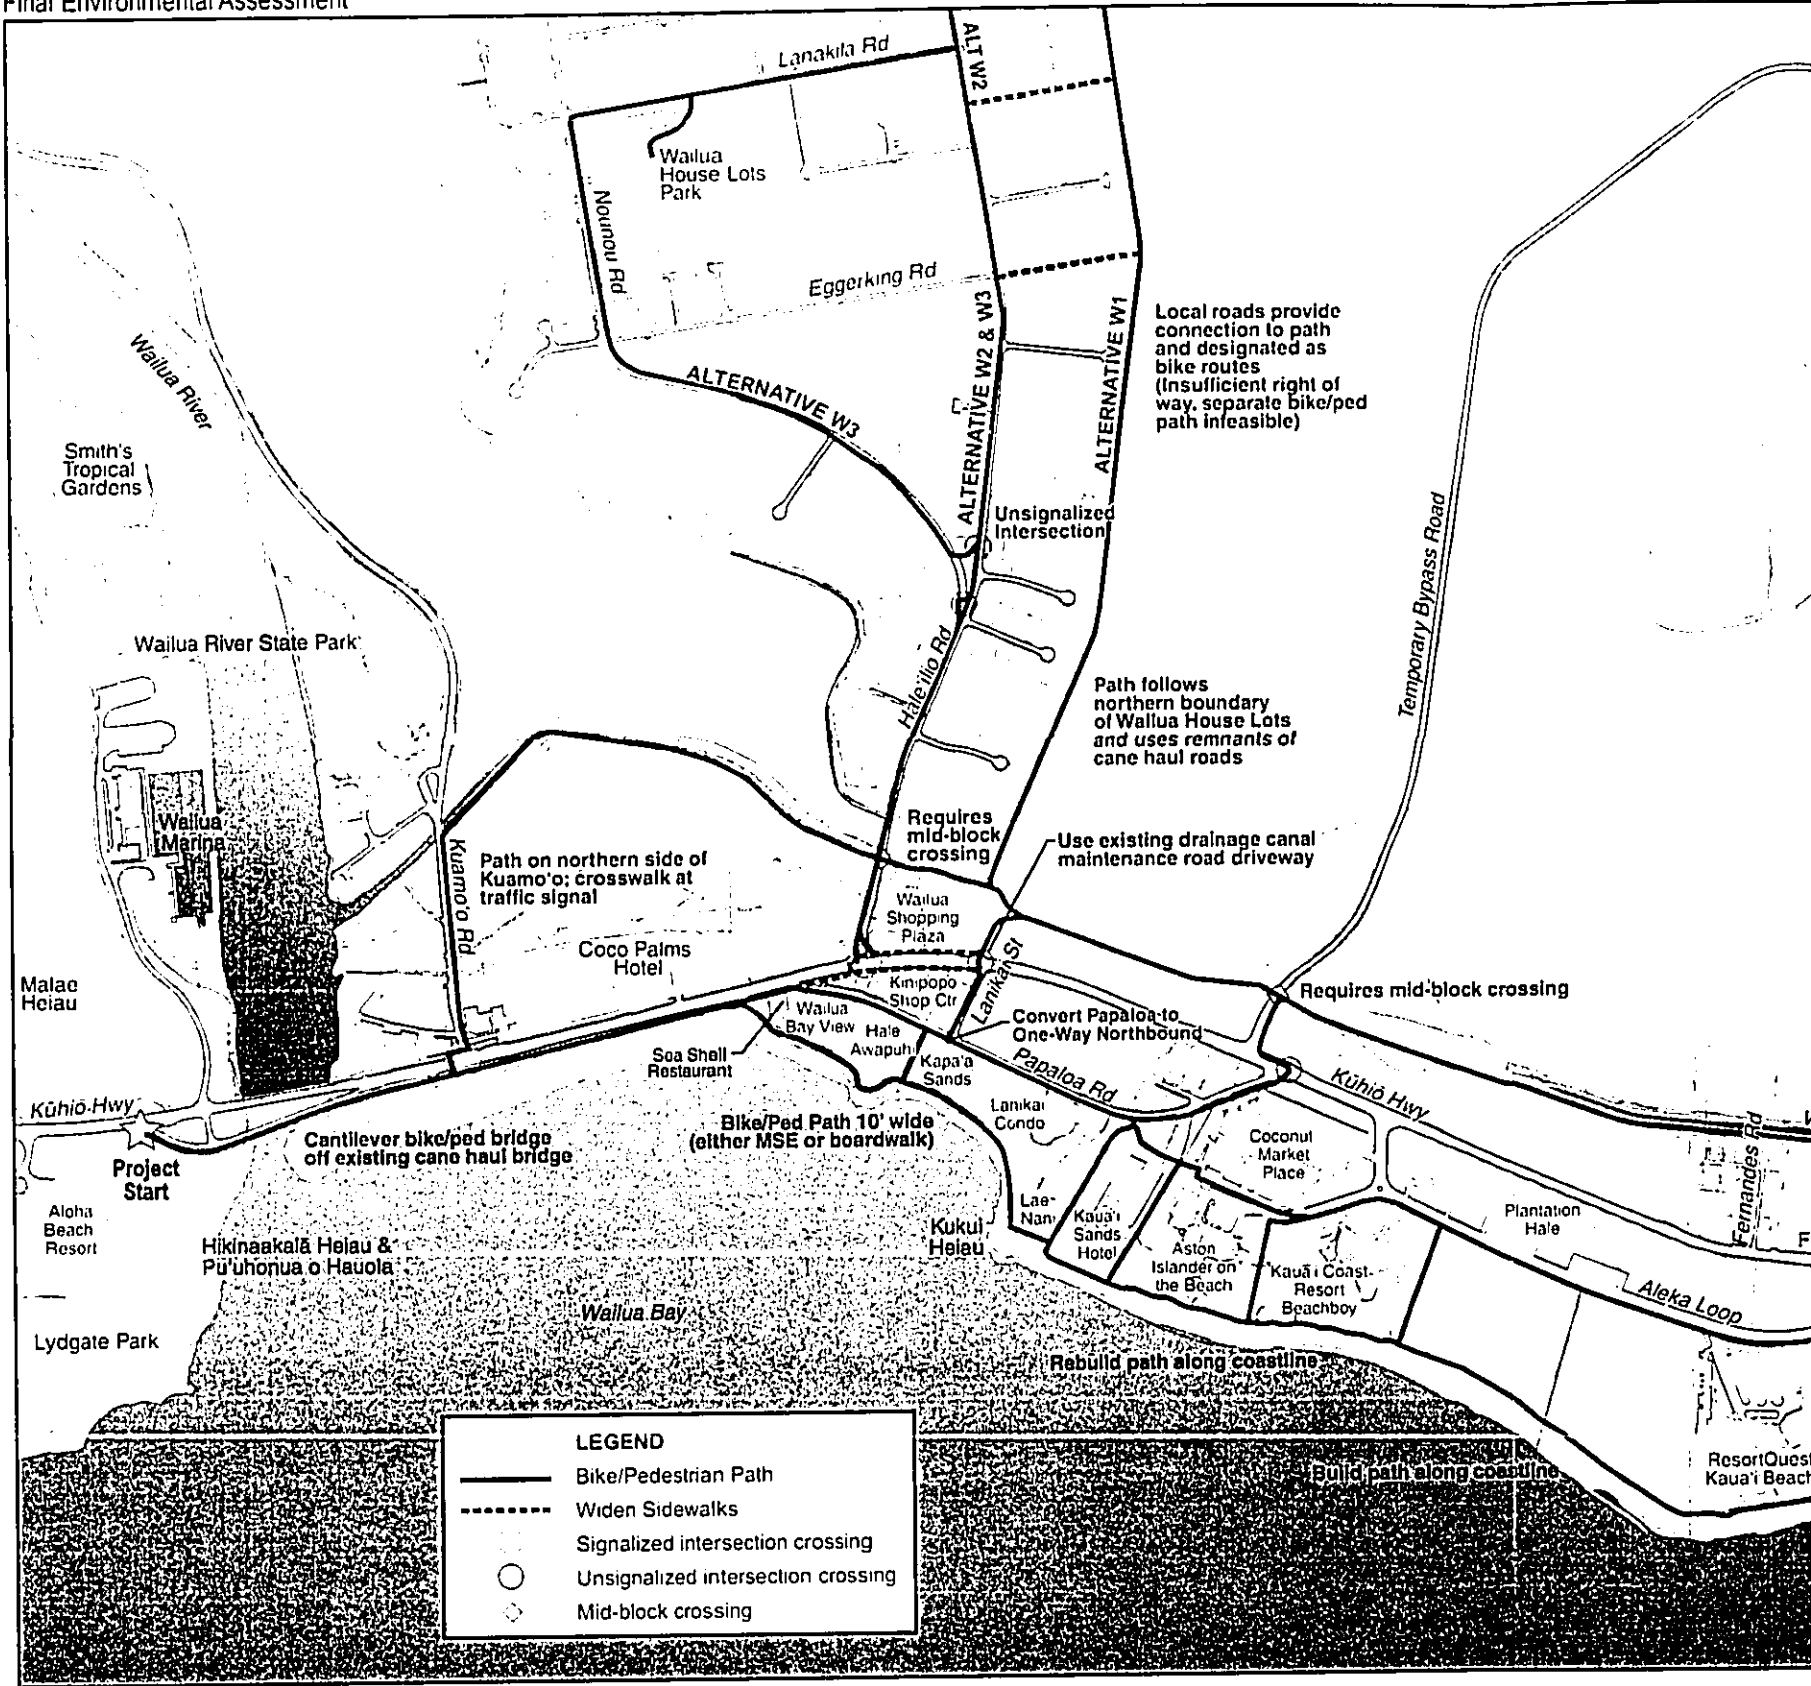 Final Environmental Assessment
Lanakila Rd
ALT W2
Wailua
House Lots
Park
Nounou Rd
Eggerking Rd
ALTERNATIVE W2 & W3
ALTERNATIVE W1
Local roads provide
connection to path
and designated as
bike routes
(Insufficient right of
way, separate bike/ped
path infeasible)
Wailua River
ALTERNATIVE W3
Smith's
Tropical
Gardens
Unsignalized
Intersection
Temporary Bypass Road
Wailua River State Park
Hale'ilio Rd
Path follows
northern boundary
of Wailua House Lots
and uses remnants of
cane haul roads
Wailua
Marina
Kuamo'o Rd
Path on northern side of
Kuamo'o; crosswalk at
traffic signal
Requires
mid-block
crossing
Use existing drainage canal
maintenance road driveway
Wailua
Shopping
Plaza
Coco Palms
Hotel
Lanikai St
Malae
Heiau
Kinipopo
Shop Ctr
Requires mid-block crossing
Wailua
Bay View
Hale
Awapuhi
Convert Papaloa to
One-Way Northbound
Sea Shell
Restaurant
Kapa'a
Sands
Papaloa Rd
Kūhiō Hwy
Kūhiō Hwy
Lanikai
Condo
Bike/Ped Path 10' wide
(either MSE or boardwalk)
Cantilever bike/ped bridge
off existing cane haul bridge
Project
Start
Coconut
Market
Place
Fernandes Rd
Aloha
Beach
Resort
Lae
Nani
Kaua'i
Sands
Hotel
Plantation
Hale
Kukui
Heiau
Hikinaakalā Heiau &
Pu'uhonua o Hauola
Aston
Islander on
the Beach
Kaua'i Coast
Resort
Beachboy
F
Aleka Loop
Wailua Bay
Lydgate Park
Rebuild path along coastline
Build path along coastline
ResortQuest
Kaua'i Beach
LEGEND
Bike/Pedestrian Path
Widen Sidewalks
Signalized intersection crossing
Unsignalized intersection crossing
Mid-block crossing